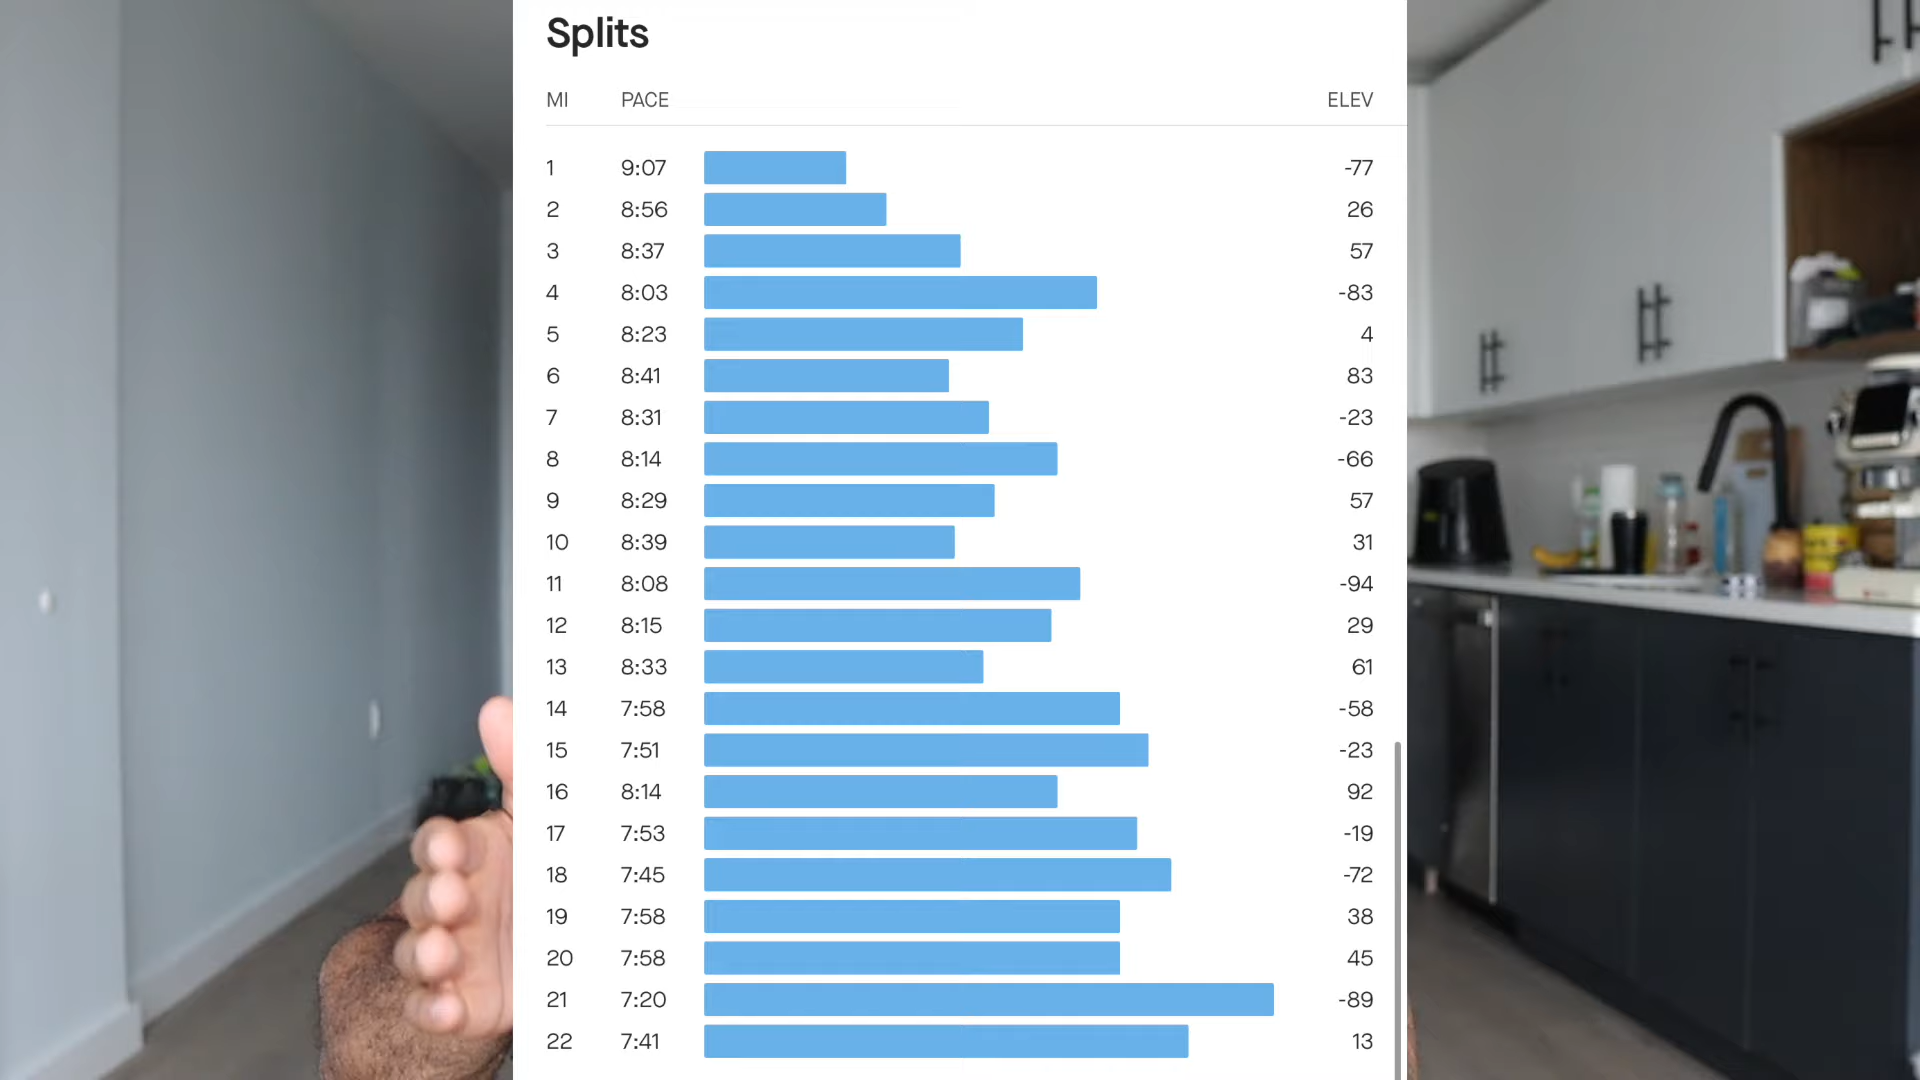 Splits
MI PACE ELEV
1 9:07 -77
2 8:56 26
3 8:37 57
4 8:03 -83
5 8:23 4
6 8:41 83
7 8:31 -23
8 8:14 -66
9 8:29 57
10 8:39 31
11 8:08 -94
12 8:15 29
13 8:33 61
14 7:58 -58
15 7:51 -23
16 8:14 92
17 7:53 -19
18 7:45 -72
19 7:58 38
20 7:58 45
21 7:20 -89
22 7:41 13